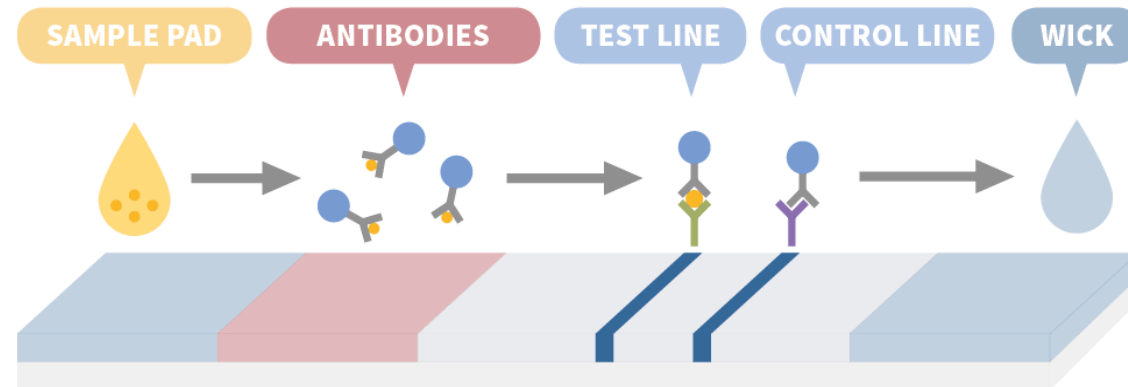 SAMPLE PAD
ANTIBODIES
TEST LINE
CONTROL LINE
WICK